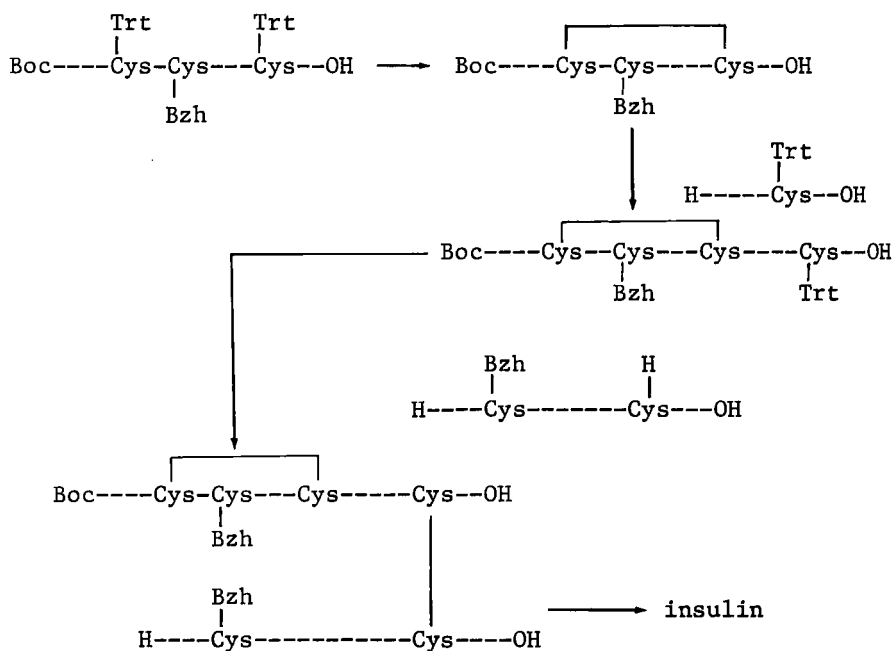 Trt Trt
Boc-----Cys-Cys---Cys--OH
Bzh
Boc-----Cys-Cys----Cys--OH
Bzh
Trt
H-----Cys--OH
Boc-----Cys--Cys---Cys----Cys--OH
Bzh Trt
Bzh H
H----Cys-------Cys---OH
Boc----Cys--Cys---Cys-----Cys--OH
Bzh
Bzh
H----Cys---------Cys---OH
insulin